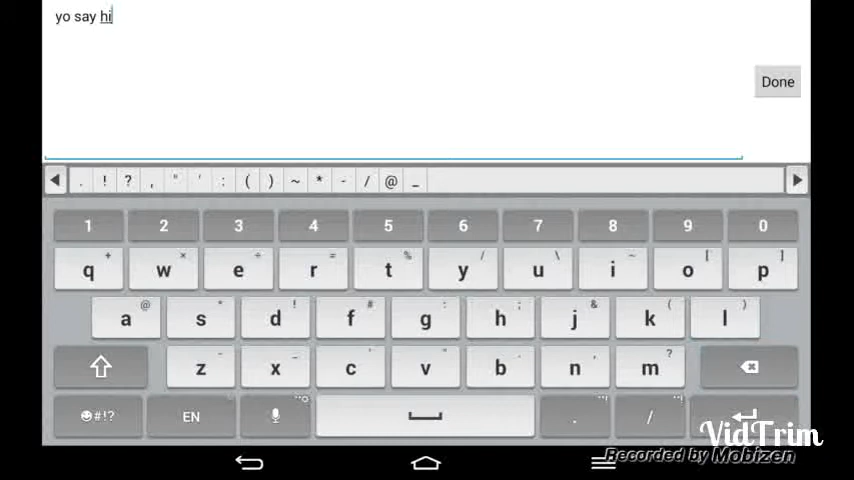 yo say hi
Done
. ! ? , " ' : ( ) ~ * - / @ _
1 2 3 4 5 6 7 8 9 0
+ × ÷ = % / \ ~ [ ]
q w e r t y u i o p
@ * ! # : ; & ( )
a s d f g h j k l
- _ ' " . , ?
z x c v b n m
#!? EN . /
VidTrim
Recorded by Mobizen